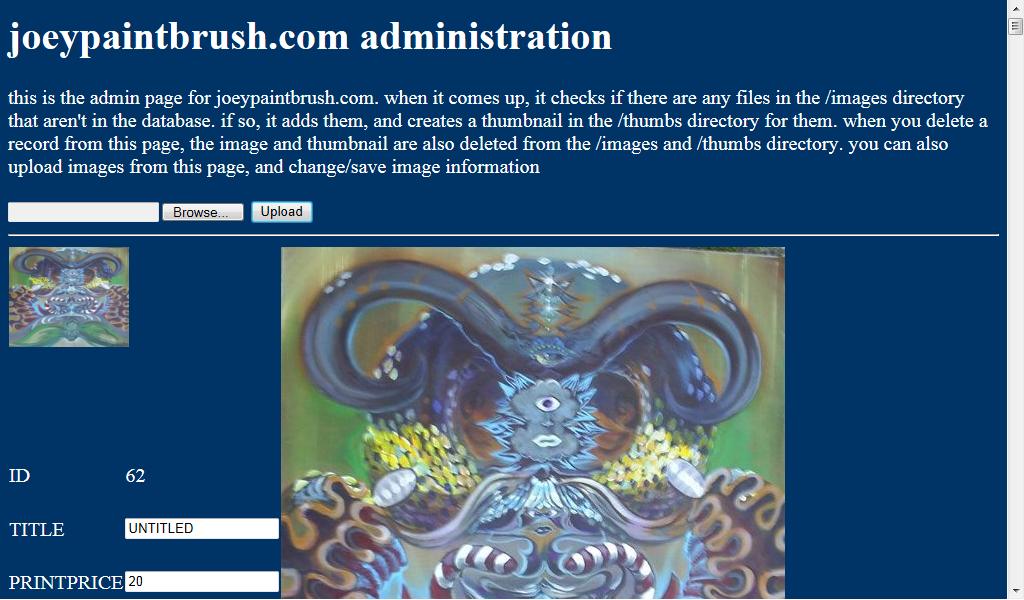 joeypaintbrush.com administration
this is the admin page for joeypaintbrush.com. when it comes up, it checks if there are any files in the /images directory
that aren't in the database. if so, it adds them, and creates a thumbnail in the /thumbs directory for them. when you delete a
record from this page, the image and thumbnail are also deleted from the /images and /thumbs directory. you can also
upload images from this page, and change/save image information
Browse... Upload
ID 62
TITLE UNTITLED
PRINTPRICE 20